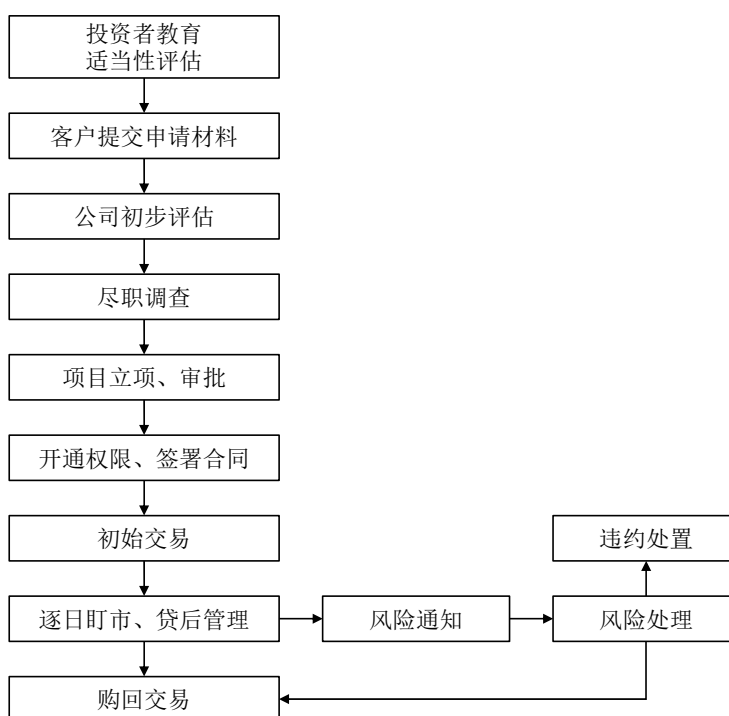 投资者教育
适当性评估
客户提交申请材料
公司初步评估
尽职调查
项目立项、审批
开通权限、签署合同
初始交易
违约处置
逐日盯市、贷后管理
风险通知
风险处理
购回交易